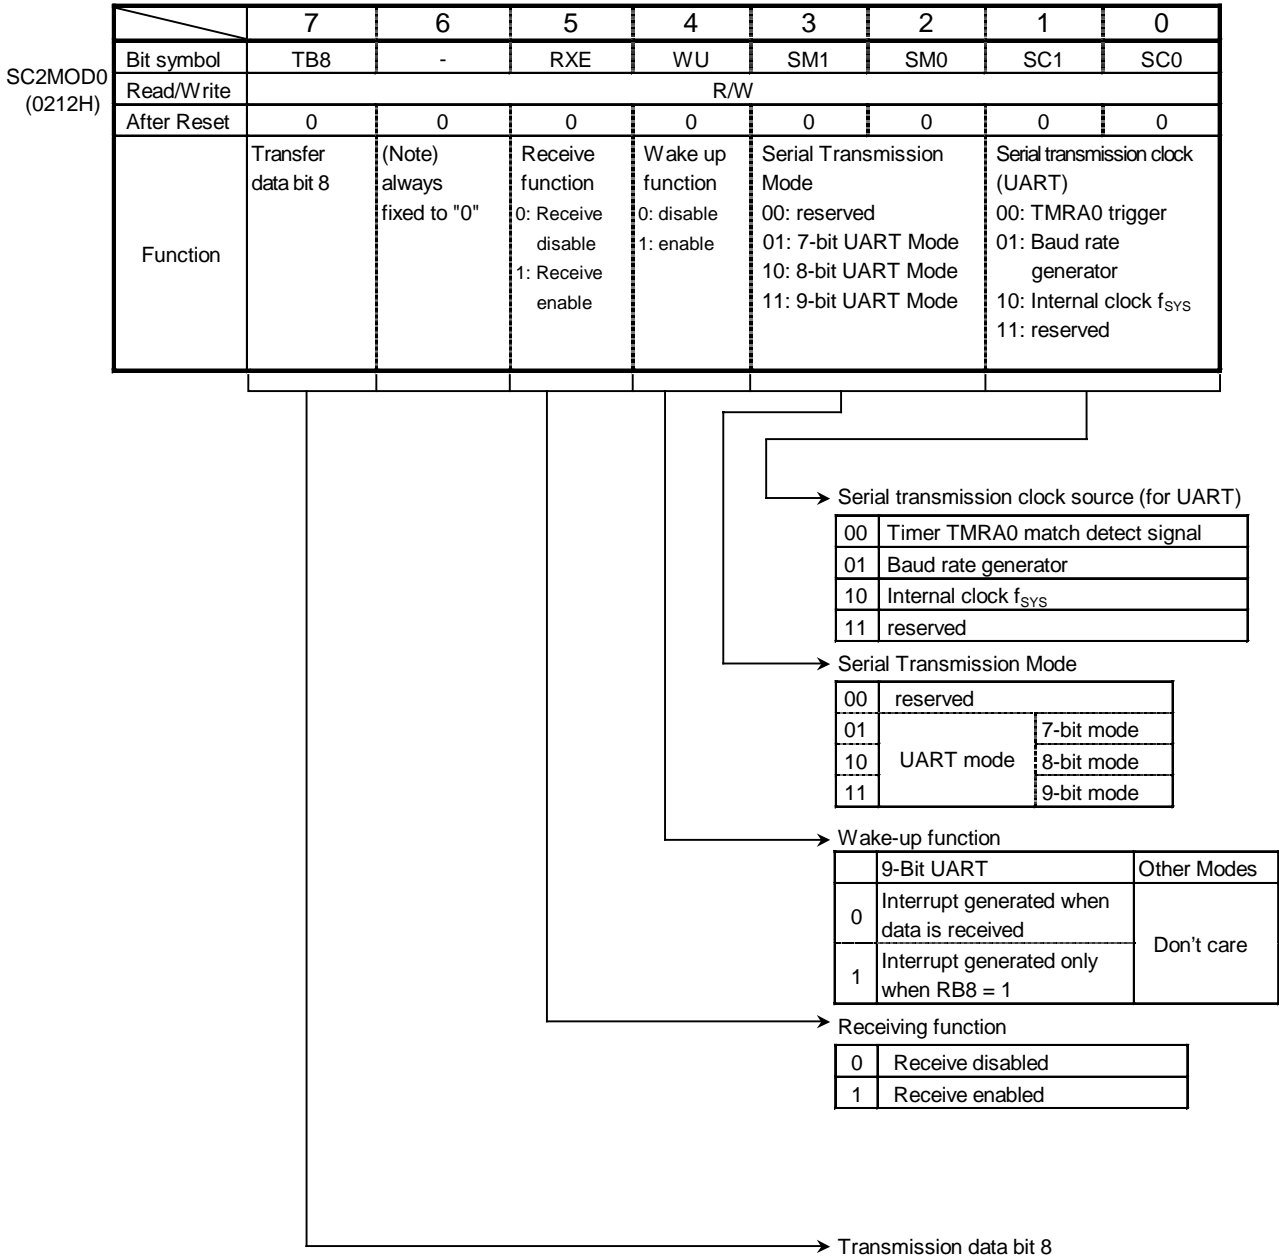 7 6 5 4 3 2 1 0
SC2MOD0
(0212H)
Bit symbol TB8 - RXE WU SM1 SM0 SC1 SC0
Read/Write R/W
After Reset 0 0 0 0 0 0 0 0
Function
Transfer
data bit 8
(Note)
always
fixed to "0"
Receive
function
0: Receive
disable
1: Receive
enable
Wake up
function
0: disable
1: enable
Serial Transmission
Mode
00: reserved
01: 7-bit UART Mode
10: 8-bit UART Mode
11: 9-bit UART Mode
Serial transmission clock
(UART)
00: TMRA0 trigger
01: Baud rate
generator
10: Internal clock fSYS
11: reserved
Serial transmission clock source (for UART)
00 Timer TMRA0 match detect signal
01 Baud rate generator
10 Internal clock fSYS
11 reserved
Serial Transmission Mode
00 reserved
01 7-bit mode
10 UART mode 8-bit mode
11 9-bit mode
Wake-up function
9-Bit UART Other Modes
0 Interrupt generated when
data is received
1 Interrupt generated only
when RB8 = 1
Don't care
Receiving function
0 Receive disabled
1 Receive enabled
Transmission data bit 8